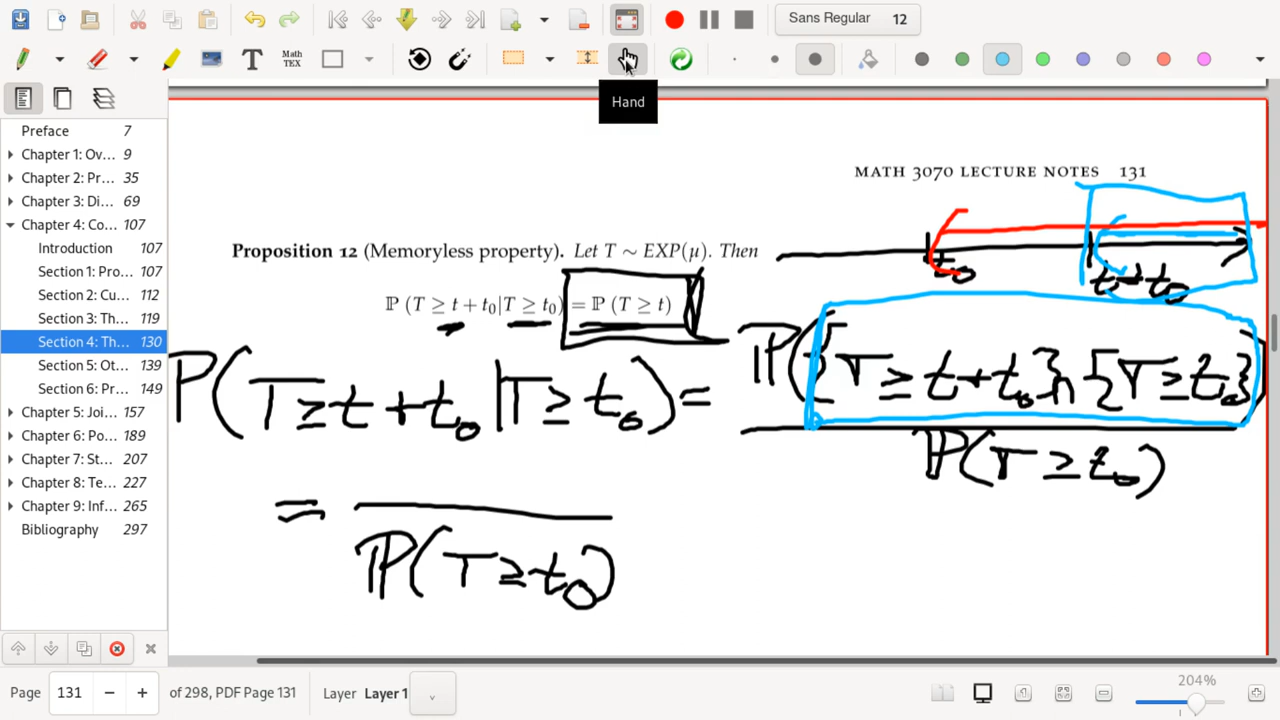 Sans Regular 12
Math TEX
Hand
Preface 7
Chapter 1: Ov... 9
Chapter 2: Pr... 35
Chapter 3: Di... 69
Chapter 4: Co... 107
Introduction 107
Section 1: Pro... 107
Section 2: Cu... 112
Section 3: Th... 119
Section 4: Th... 130
Section 5: Ot... 139
Section 6: Pr... 149
Chapter 5: Joi... 157
Chapter 6: Po... 189
Chapter 7: St... 207
Chapter 8: Te... 227
Chapter 9: Inf... 265
Bibliography 297
MATH 3070 LECTURE NOTES 131
Proposition 12 (Memoryless property). Let T ∼ EXP(μ). Then
t₀ t+t₀
ℙ (T ≥ t + t₀|T ≥ t₀) = ℙ (T ≥ t)
ℙ(T ≥ t + t₀ | T ≥ t₀) = ℙ({T ≥ t + t₀} ∩ {T ≥ t₀})
ℙ(T ≥ t₀)
=
ℙ(T ≥ t₀)
Page 131 − + of 298, PDF Page 131 Layer Layer 1 204%